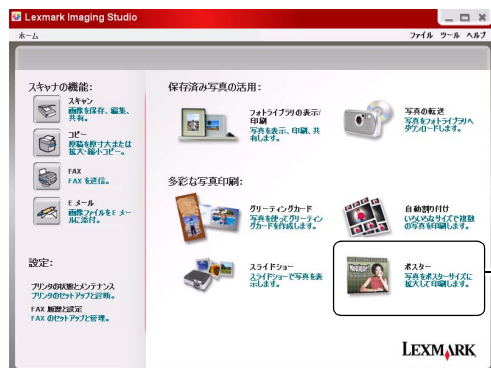 Lexmark Imaging Studio
ホーム
ファイル ツール ヘルプ
スキャナの機能:
スキャン
画像を保存、編集、
共有。
コピー
原稿を原寸大または
拡大・縮小コピー。
FAX
FAX を送信。
E メール
画像ファイルをE メー
ルに添付。
設定:
プリンタの状態とメンテナンス
プリンタのセットアップと診断。
FAX 履歴と設定
FAX のセットアップと管理。
保存済み写真の活用:
フォトライブラリの表示/
印刷
写真を表示、印刷、共
有します。
写真の転送
写真をフォトライブラリへ
ダウンロードします。
多彩な写真印刷:
グリーティングカード
写真を使ってグリーティン
グカードを作成します。
自動割り付け
いろいろなサイズで複数
の写真を印刷します。
スライドショー
スライドショーで写真を表
示します。
ポスター
写真をポスターサイズに
拡大して印刷します。
LEXMARK